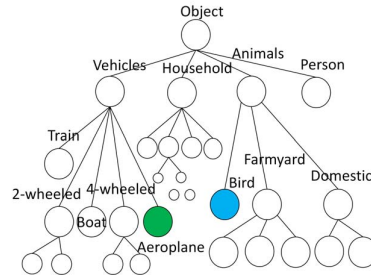 Object
Vehicles
Household
Animals
Person
Train
2-wheeled
4-wheeled
Boat
Aeroplane
Bird
Farmyard
Domestic